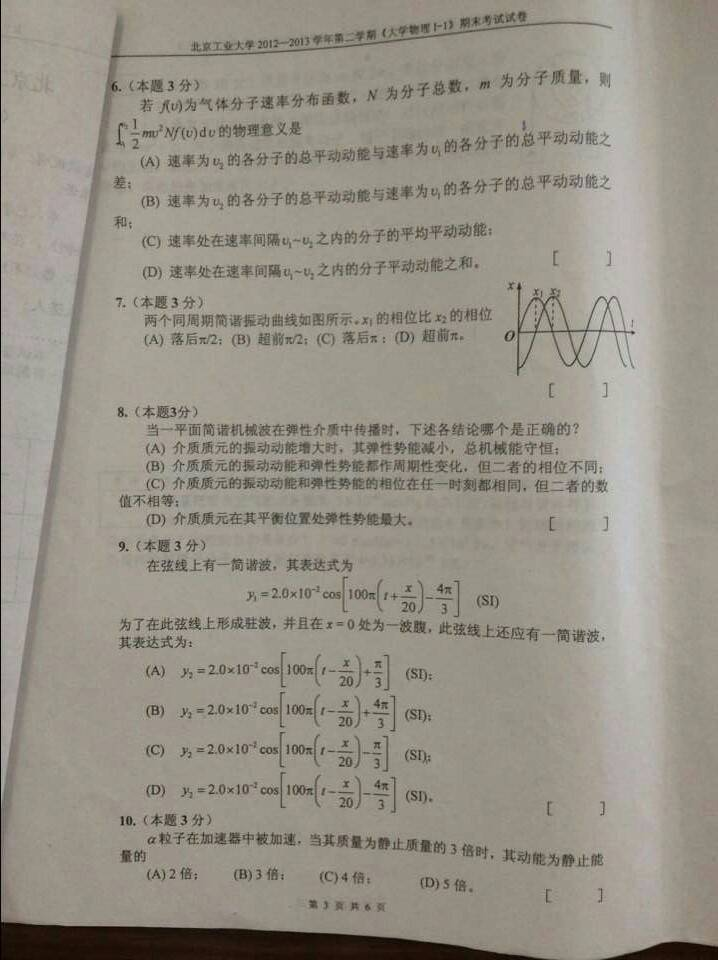 北京工业大学 2012—2013 学年第二学期《大学物理 I-1》期末考试试卷
6.（本题 3 分）
若 f(υ)为气体分子速率分布函数，N 为分子总数，m 为分子质量，则
∫_{υ₁}^{υ₂} 1/2 mυ²Nf(υ)dυ的物理意义是
(A) 速率为υ₂的各分子的总平动动能与速率为υ₁的各分子的总平动动能之
差；
(B) 速率为υ₂的各分子的总平动动能与速率为υ₁的各分子的总平动动能之
和；
(C) 速率处在速率间隔υ₁~υ₂之内的分子的平均平动动能；
(D) 速率处在速率间隔υ₁~υ₂之内的分子平动动能之和。 [ ]
7.（本题 3 分）
两个同周期简谐振动曲线如图所示。x₁的相位比 x₂的相位
(A) 落后π/2；(B) 超前π/2；(C) 落后π；(D) 超前π。
x x₁ x₂
O t
[ ]
8.（本题3分）
当一平面简谐机械波在弹性介质中传播时，下述各结论哪个是正确的？
(A) 介质质元的振动动能增大时，其弹性势能减小，总机械能守恒；
(B) 介质质元的振动动能和弹性势能都作周期性变化，但二者的相位不同；
(C) 介质质元的振动动能和弹性势能的相位在任一时刻都相同，但二者的数
值不相等；
(D) 介质质元在其平衡位置处弹性势能最大。 [ ]
9.（本题 3 分）
在弦线上有一简谐波，其表达式为
y₁ = 2.0×10⁻² cos[100π(t + x/20) − 4π/3] (SI)
为了在此弦线上形成驻波，并且在 x = 0 处为一波腹，此弦线上还应有一简谐波，
其表达式为：
(A) y₂ = 2.0×10⁻² cos[100π(t − x/20) + π/3] (SI)；
(B) y₂ = 2.0×10⁻² cos[100π(t − x/20) + 4π/3] (SI)；
(C) y₂ = 2.0×10⁻² cos[100π(t − x/20) − π/3] (SI)；
(D) y₂ = 2.0×10⁻² cos[100π(t − x/20) − 4π/3] (SI)。 [ ]
10.（本题 3 分）
α粒子在加速器中被加速，当其质量为静止质量的 3 倍时，其动能为静止能
量的
(A) 2 倍； (B) 3 倍； (C) 4 倍； (D) 5 倍。 [ ]
第 3 页 共 6 页